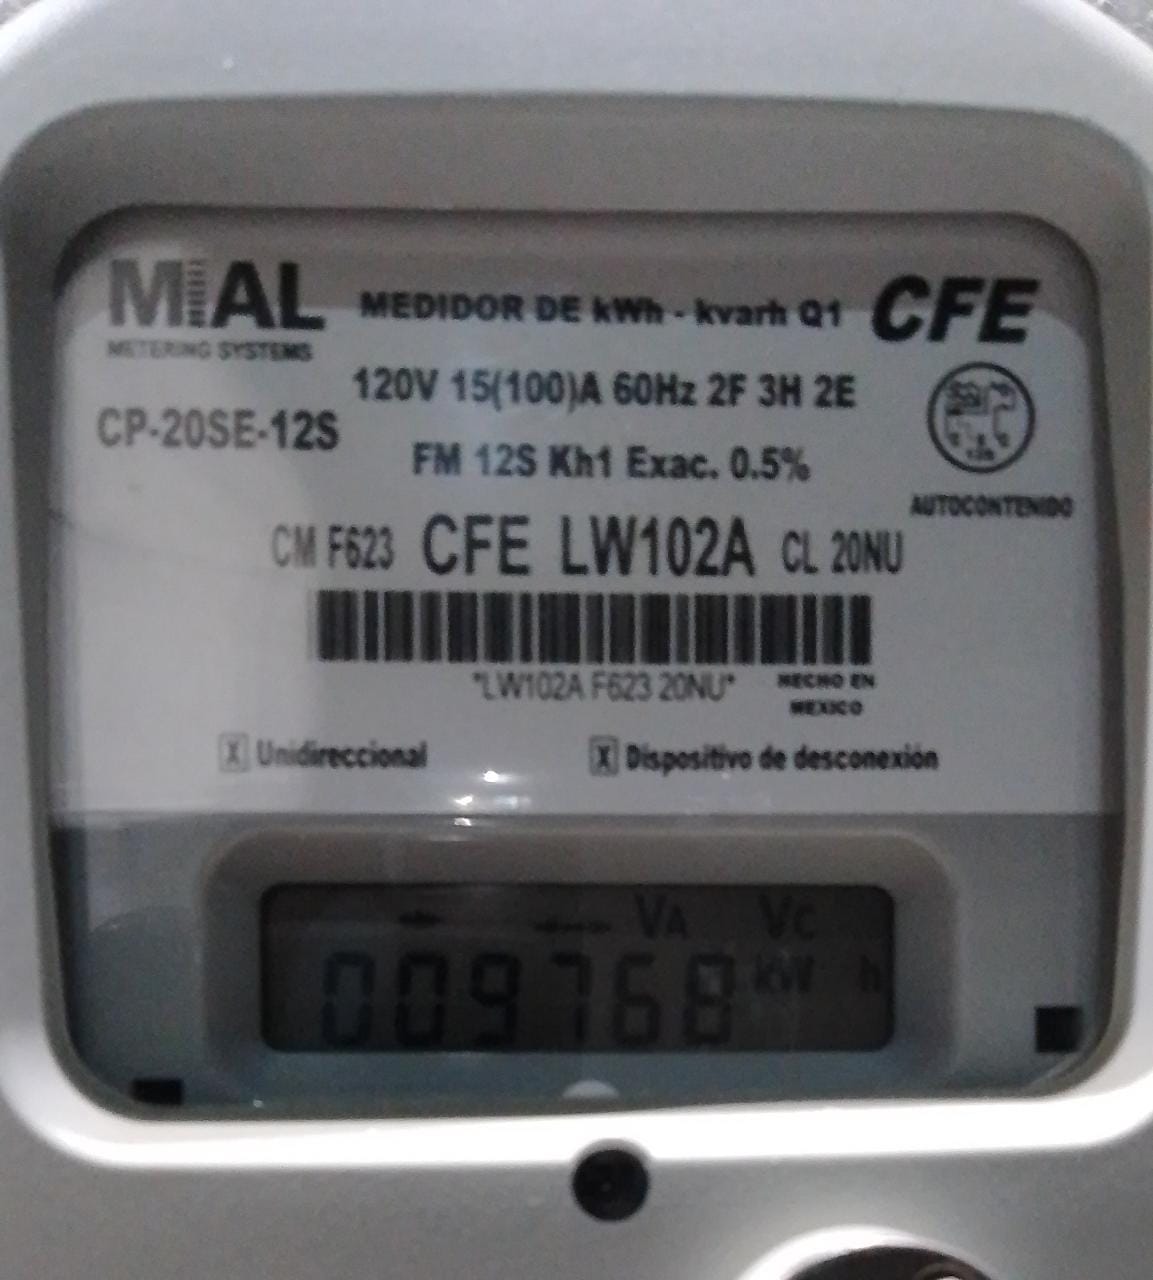 MIAL
METERING SYSTEMS
MEDIDOR DE kWh - kvarh Q1
CFE
120V 15(100)A 60Hz 2F 3H 2E
CP-20SE-12S
FM 12S Kh1 Exac. 0.5%
AUTOCONTENIDO
CM F623 CFE LW102A CL 20NU
*LW102A F623 20NU*
HECHO EN
MEXICO
X Unidireccional
X Dispositivo de desconexión
VA VC
009768 kW h